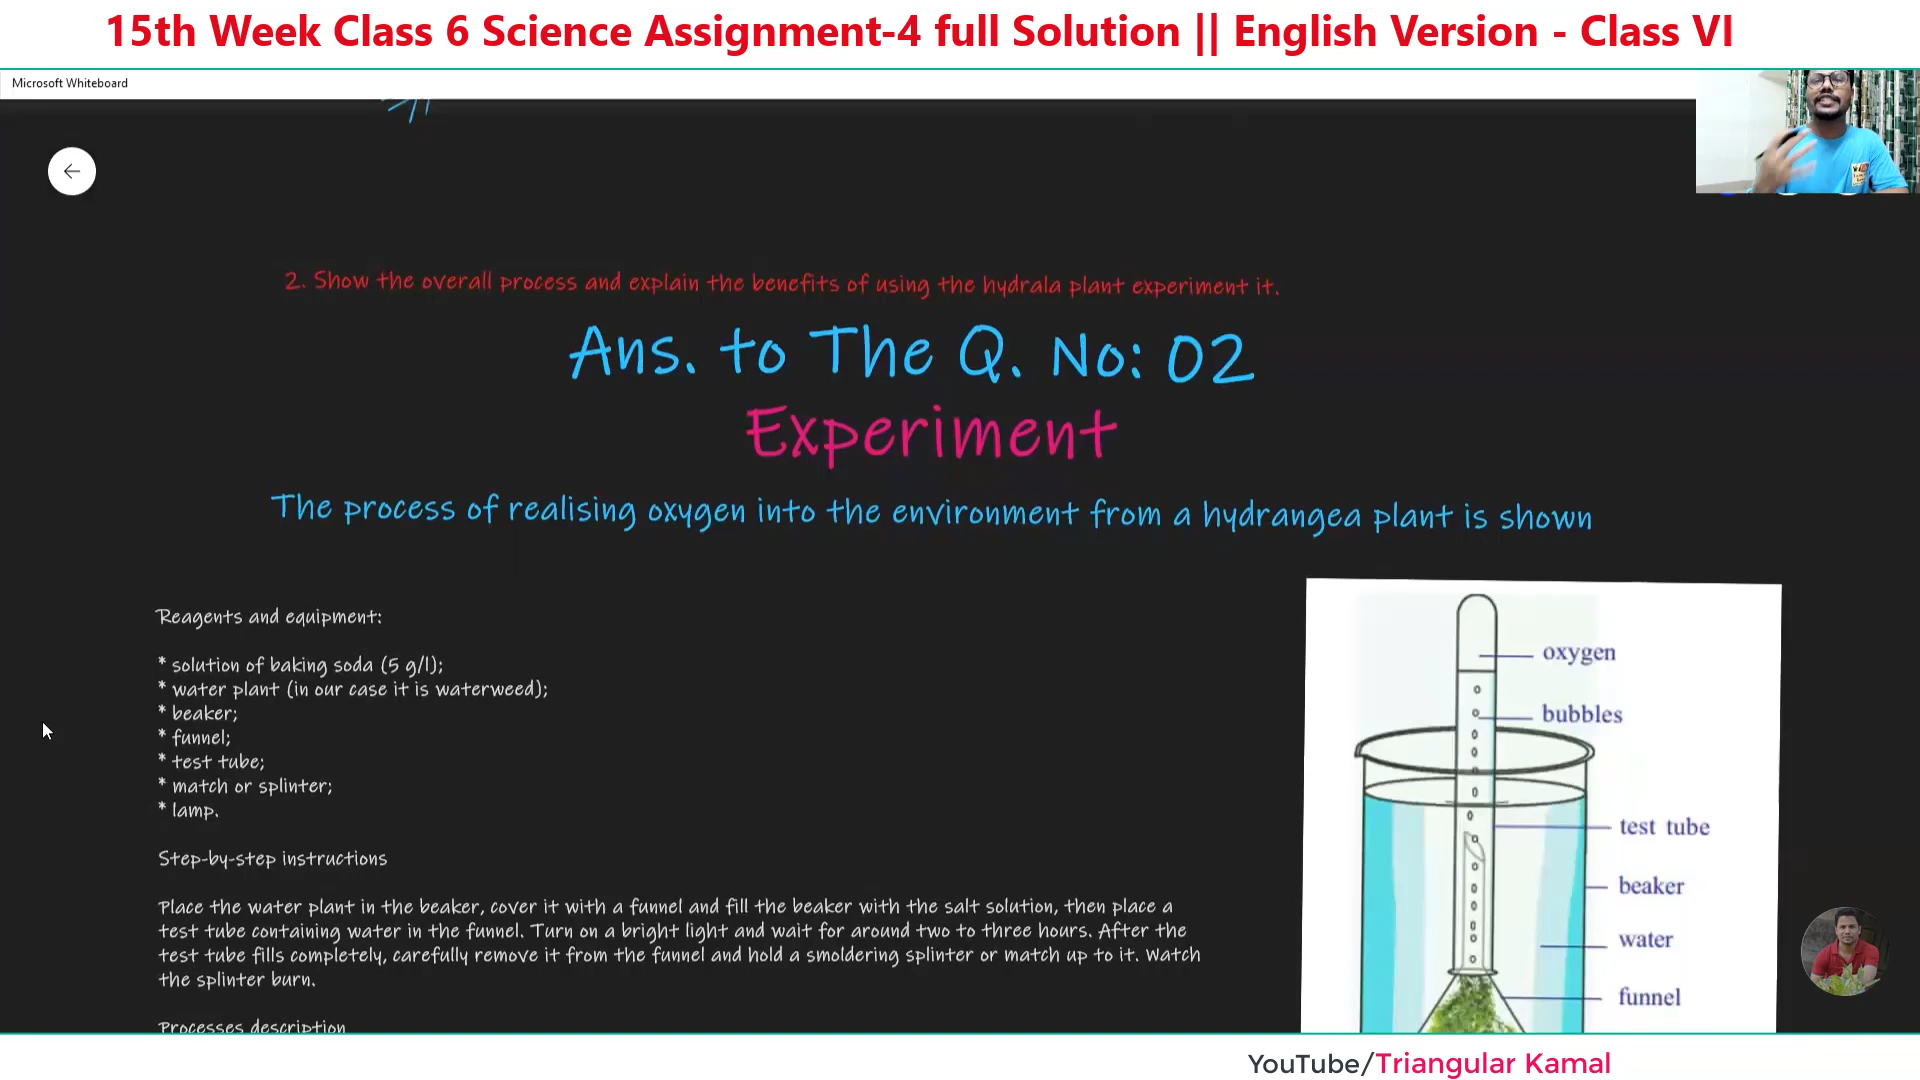 15th Week Class 6 Science Assignment-4 full Solution || English Version - Class VI
Microsoft Whiteboard
2. Show the overall process and explain the benefits of using the hydrala plant experiment it.
Ans. to The Q. No: 02
Experiment
The process of realising oxygen into the environment from a hydrangea plant is shown
Reagents and equipment:
* solution of baking soda (5 g/l);
* water plant (in our case it is waterweed);
* beaker;
* funnel;
* test tube;
* match or splinter;
* lamp.
Step-by-step instructions
Place the water plant in the beaker, cover it with a funnel and fill the beaker with the salt solution, then place a
test tube containing water in the funnel. Turn on a bright light and wait for around two to three hours. After the
test tube fills completely, carefully remove it from the funnel and hold a smoldering splinter or match up to it. Watch
the splinter burn.
Processes description
oxygen
bubbles
test tube
beaker
water
funnel
YouTube/Triangular Kamal